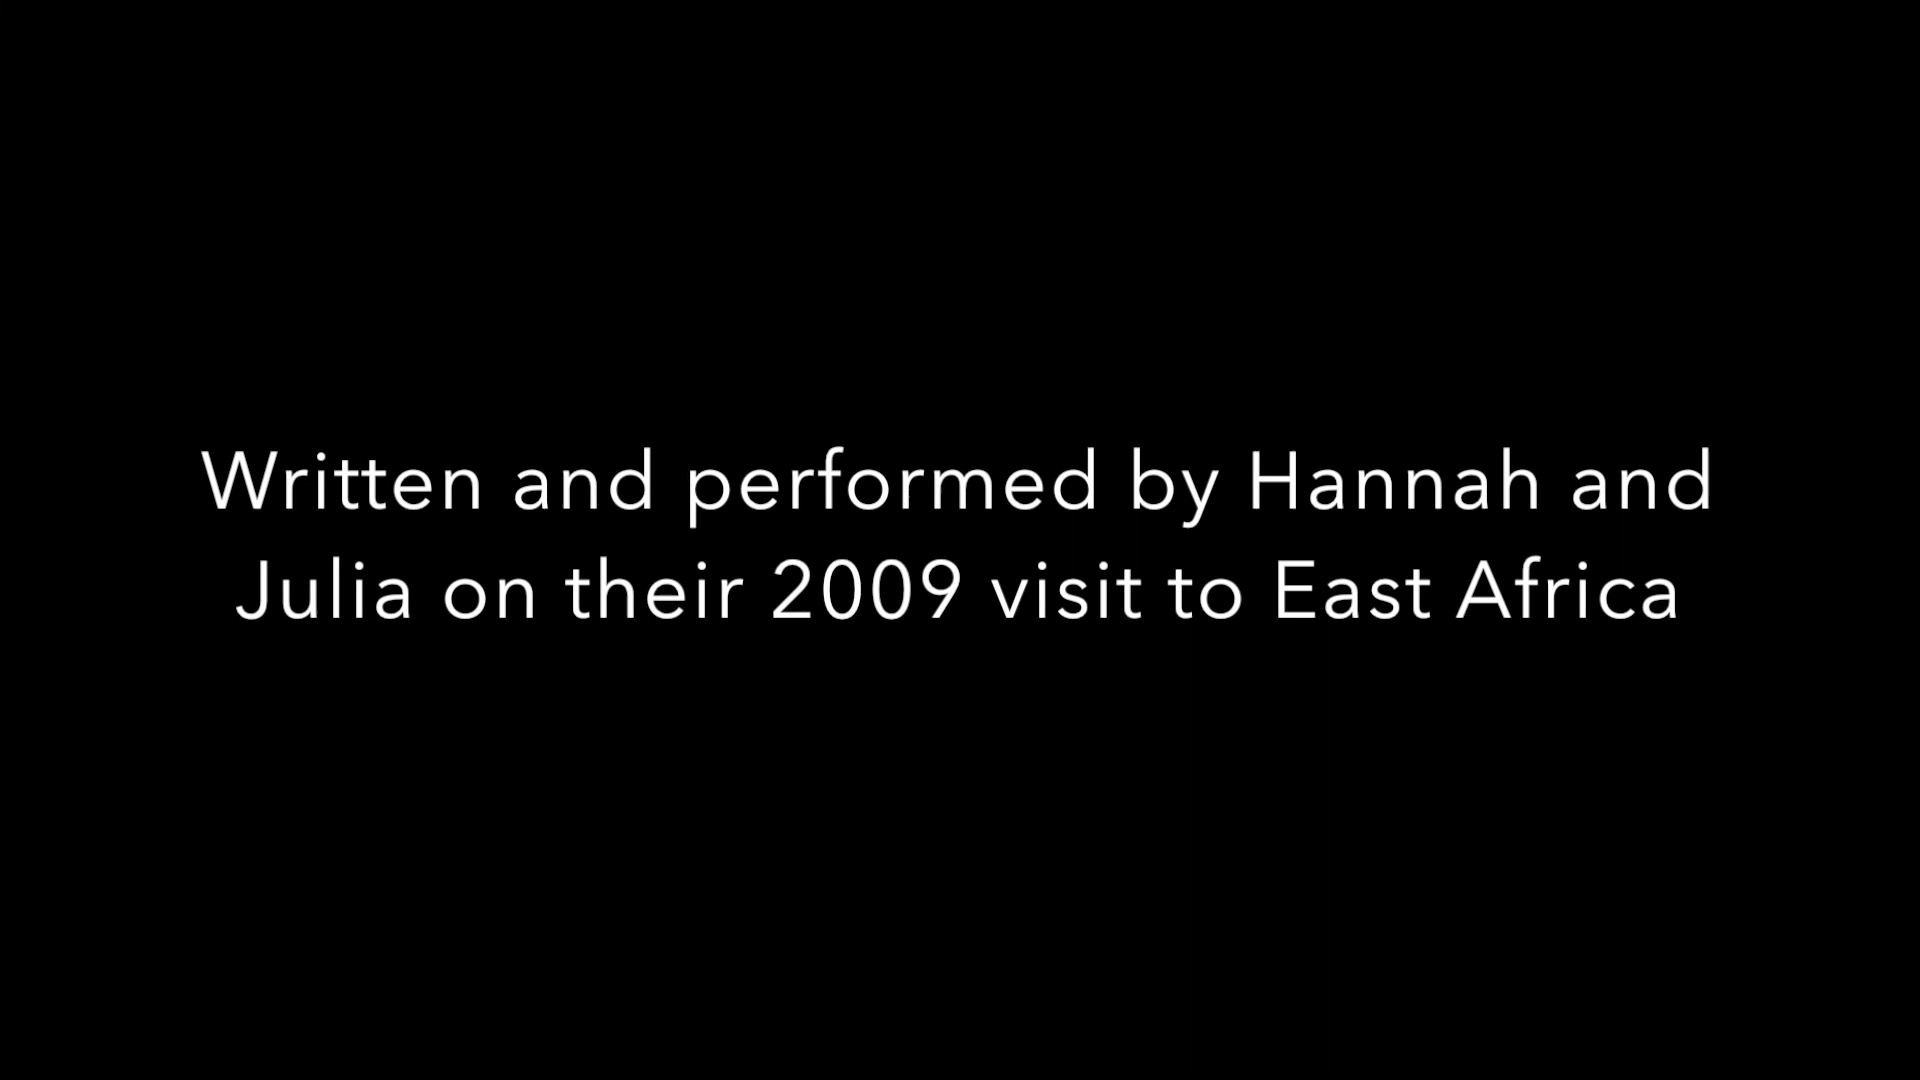 Written and performed by Hannah and
Julia on their 2009 visit to East Africa